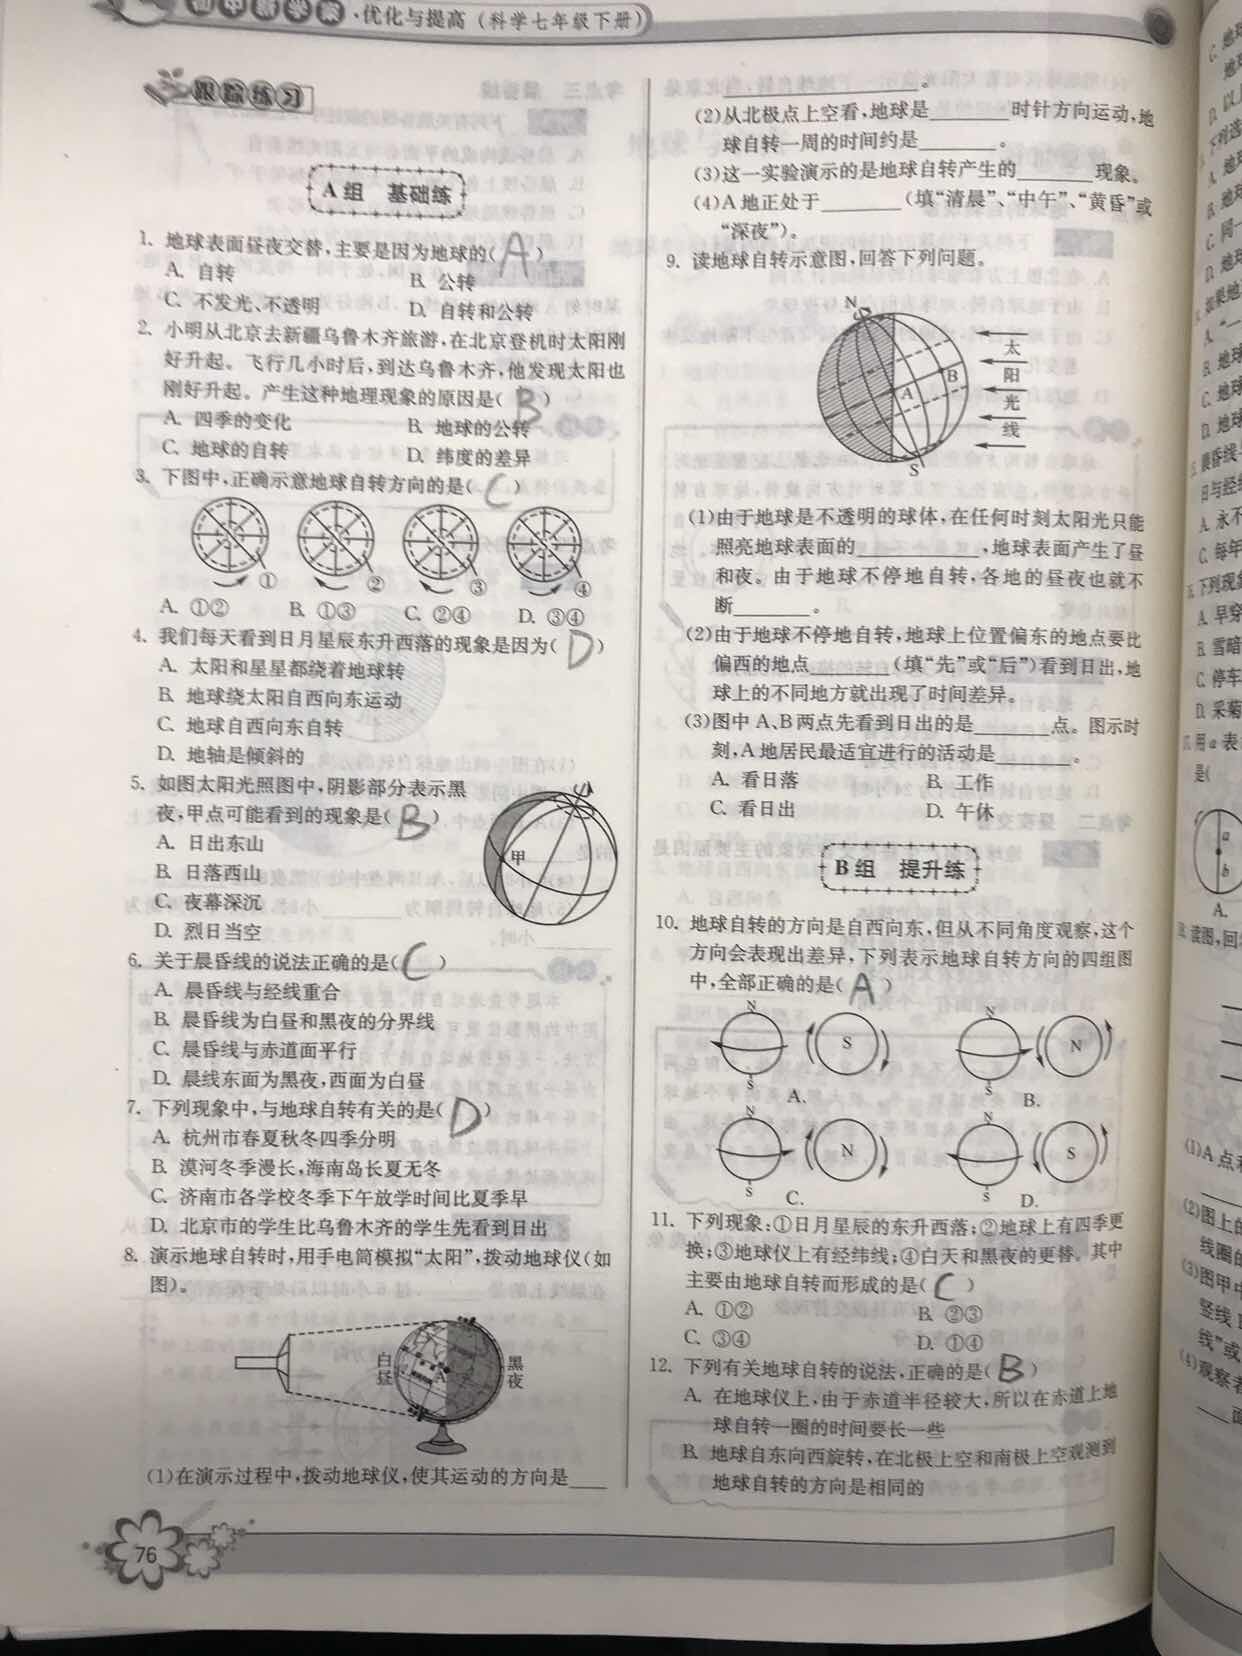 ·优化与提高(科学七年级下册)
跟踪练习
A组 基础练
1. 地球表面昼夜交替,主要是因为地球的( A )
A. 自转 B. 公转
C. 不发光、不透明 D. 自转和公转
2. 小明从北京去新疆乌鲁木齐旅游,在北京登机时太阳刚
好升起。飞行几小时后,到达乌鲁木齐,他发现太阳也
刚好升起。产生这种地理现象的原因是( B )
A. 四季的变化 B. 地球的公转
C. 地球的自转 D. 纬度的差异
3. 下图中,正确示意地球自转方向的是( C )
① ② ③ ④
A. ①② B. ①③ C. ②④ D. ③④
4. 我们每天看到日月星辰东升西落的现象是因为( D )
A. 太阳和星星都绕着地球转
B. 地球绕太阳自西向东运动
C. 地球自西向东自转
D. 地轴是倾斜的
5. 如图太阳光照图中,阴影部分表示黑
夜,甲点可能看到的现象是( B )
A. 日出东山
B. 日落西山
C. 夜幕深沉
D. 烈日当空
甲
6. 关于晨昏线的说法正确的是( C )
A. 晨昏线与经线重合
B. 晨昏线为白昼和黑夜的分界线
C. 晨昏线与赤道面平行
D. 晨线东面为黑夜,西面为白昼
7. 下列现象中,与地球自转有关的是( D )
A. 杭州市春夏秋冬四季分明
B. 漠河冬季漫长,海南岛长夏无冬
C. 济南市各学校冬季下午放学时间比夏季早
D. 北京市的学生比乌鲁木齐的学生先看到日出
8. 演示地球自转时,用手电筒模拟“太阳”,拨动地球仪(如
图)。
白昼 A 黑夜
(1)在演示过程中,拨动地球仪,使其运动的方向是____
________________。
(2)从北极点上空看,地球是________时针方向运动,地
球自转一周的时间约是________。
(3)这一实验演示的是地球自转产生的________现象。
(4)A地正处于________(填“清晨”、“中午”、“黄昏”或
“深夜”)。
9. 读地球自转示意图,回答下列问题。
N
太
阳
光
线
B
A
S
(1)由于地球是不透明的球体,在任何时刻太阳光只能
照亮地球表面的____________,地球表面产生了昼
和夜。由于地球不停地自转,各地的昼夜也就不
断________。
(2)由于地球不停地自转,地球上位置偏东的地点要比
偏西的地点________(填“先”或“后”)看到日出,地
球上的不同地方就出现了时间差异。
(3)图中A、B两点先看到日出的是________点。图示时
刻,A地居民最适宜进行的活动是________。
A. 看日落 B. 工作
C. 看日出 D. 午休
B组 提升练
10. 地球自转的方向是自西向东,但从不同角度观察,这个
方向会表现出差异,下列表示地球自转方向的四组图
中,全部正确的是( A )
N S S N S N
A. B.
N S N N S S
C. D.
11. 下列现象:①日月星辰的东升西落;②地球上有四季更
换;③地球仪上有经纬线;④白天和黑夜的更替。其中
主要由地球自转而形成的是( C )
A. ①② B. ②③
C. ③④ D. ①④
12. 下列有关地球自转的说法,正确的是( B )
A. 在地球仪上,由于赤道半径较大,所以在赤道上地
球自转一圈的时间要长一些
B. 地球自东向西旋转,在北极上空和南极上空观测到
地球自转的方向是相同的
76